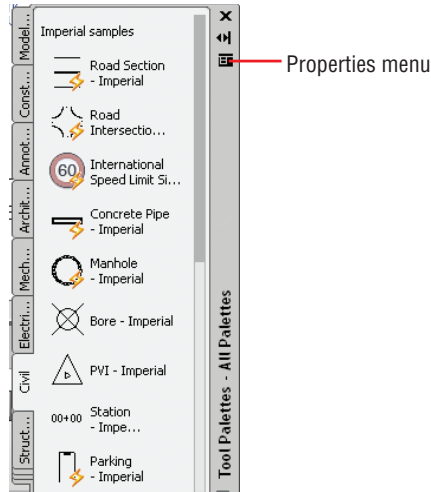 Model...
Const...
Annot...
Archit...
Mech...
Electri...
Civil
Struct...
Imperial samples
Road Section
- Imperial
Road
Intersectio...
60
International
Speed Limit Si...
Concrete Pipe
- Imperial
Manhole
- Imperial
Bore - Imperial
PVI - Imperial
00+00
Station
- Impe...
Parking
- Imperial
Tool Palettes - All Palettes
Properties menu